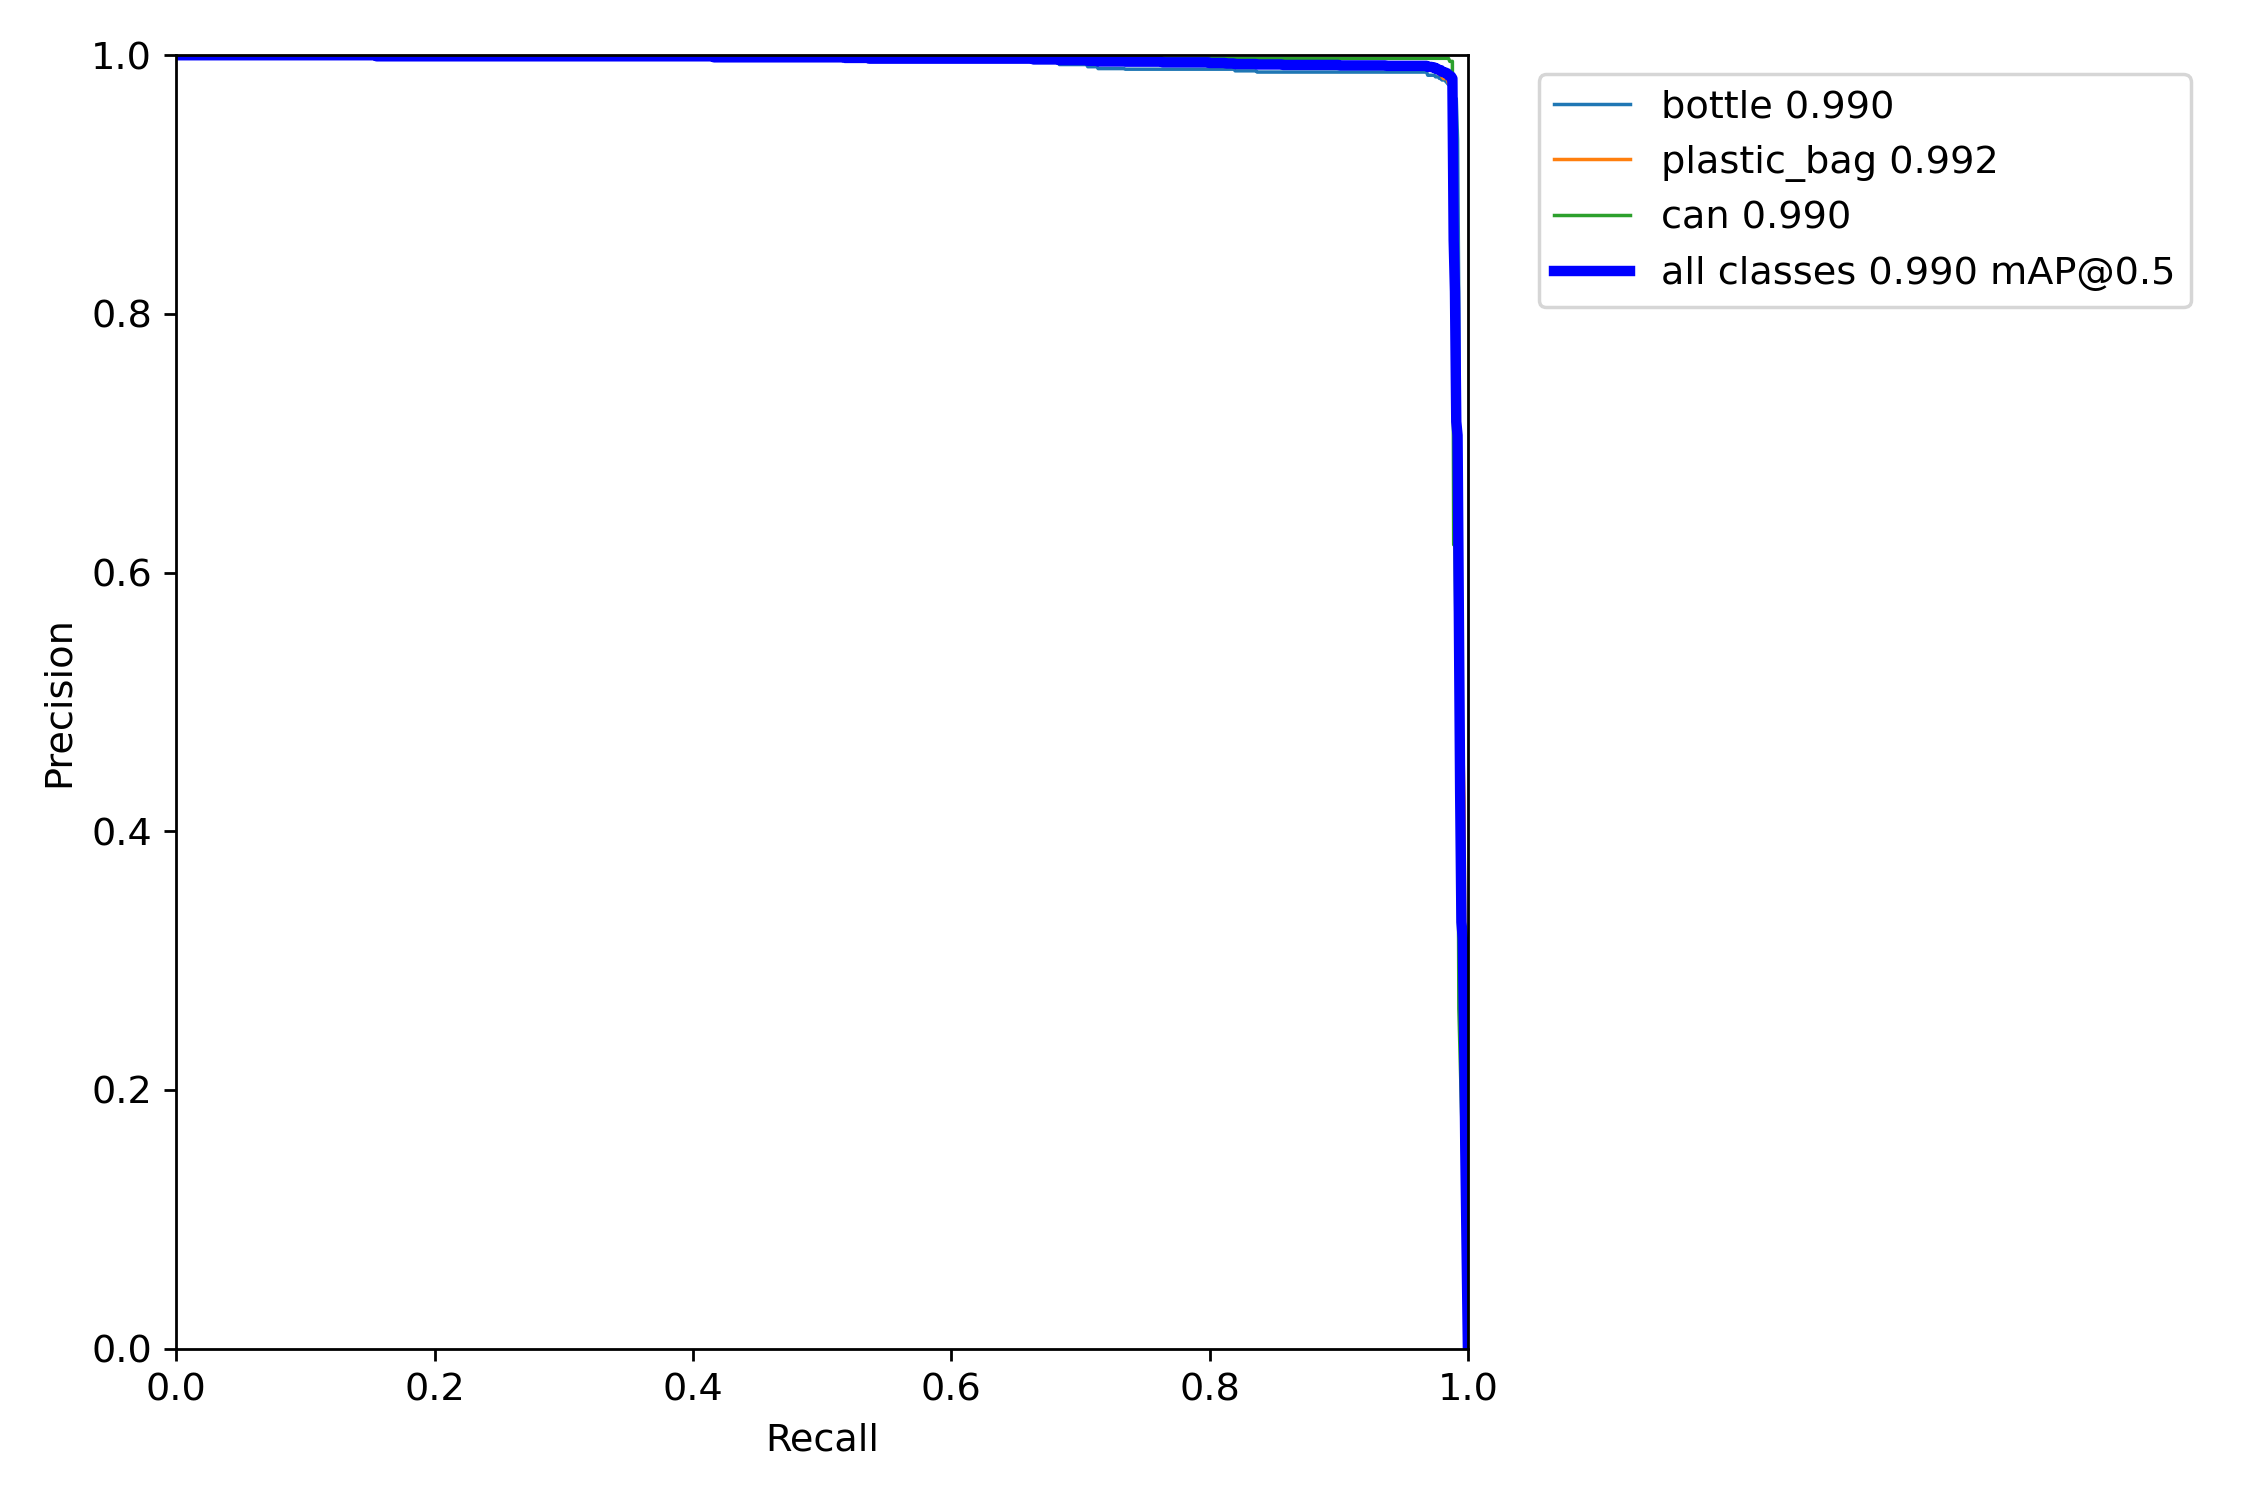 1.0
0.8
0.6
0.4
0.2
0.0
Precision
0.0 0.2 0.4 0.6 0.8 1.0
Recall
bottle 0.990
plastic_bag 0.992
can 0.990
all classes 0.990 mAP@0.5